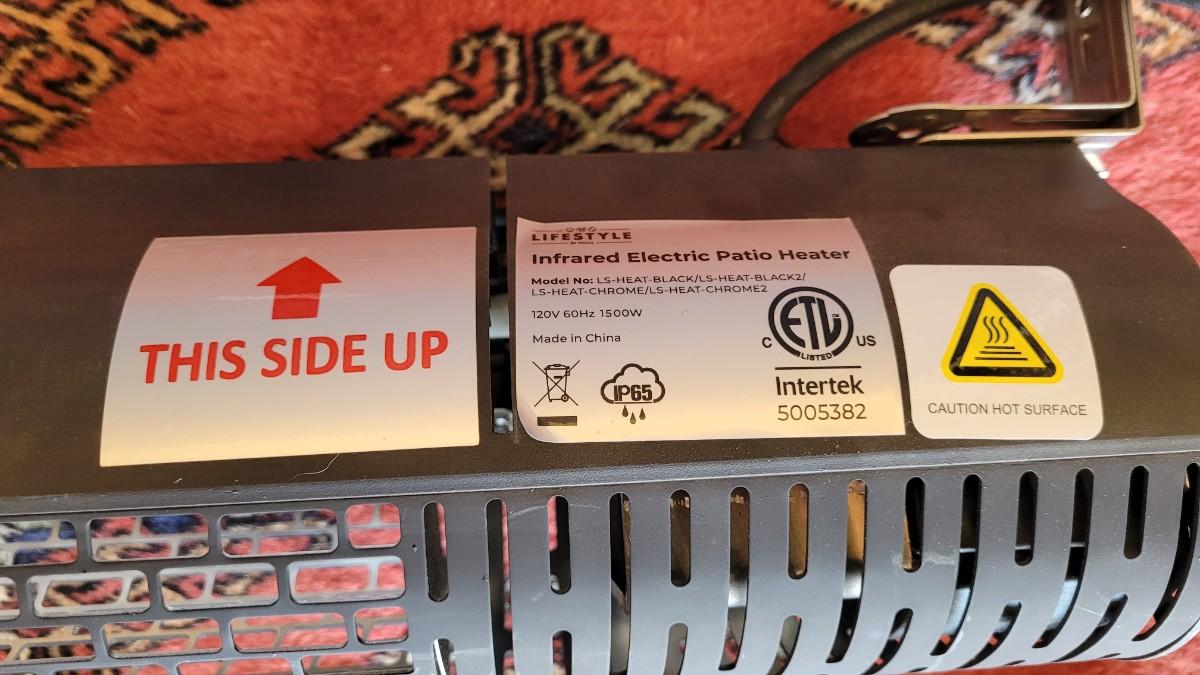 THIS SIDE UP
LIFESTYLE
Infrared Electric Patio Heater
Model No: LS-HEAT-BLACK/LS-HEAT-BLACK2/
LS-HEAT-CHROME/LS-HEAT-CHROME2
120V 60Hz 1500W
Made in China
IP65
C ETL US
CM
LISTED
Intertek
5005382
CAUTION HOT SURFACE